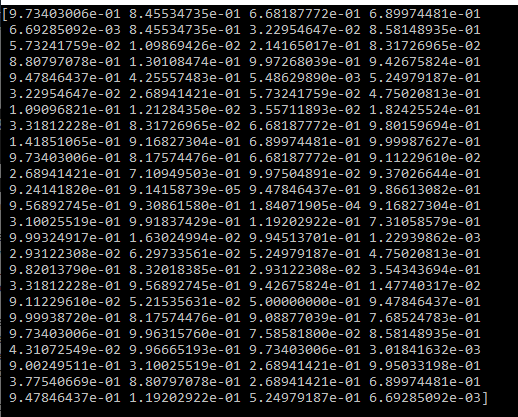 [9.73403006e-01 8.45534735e-01 6.68187772e-01 6.89974481e-01
6.69285092e-03 8.45534735e-01 3.22954647e-02 8.58148935e-01
5.73241759e-02 1.09869426e-02 2.14165017e-01 8.31726965e-02
8.80797078e-01 1.30108474e-01 9.97268039e-01 9.42675824e-01
9.47846437e-01 4.25557483e-01 5.48629890e-03 5.24979187e-01
3.22954647e-02 2.68941421e-01 5.73241759e-02 4.75020813e-01
1.09096821e-01 1.21284350e-02 3.55711893e-02 1.82425524e-01
3.31812228e-01 8.31726965e-02 6.68187772e-01 9.80159694e-01
1.41851065e-01 9.16827304e-01 6.89974481e-01 9.99987627e-01
9.73403006e-01 8.17574476e-01 6.68187772e-01 9.11229610e-02
2.68941421e-01 7.10949503e-01 9.97504891e-02 9.37026644e-01
9.24141820e-01 9.14158739e-05 9.47846437e-01 9.86613082e-01
9.56892745e-01 9.30861580e-01 1.84071905e-04 9.16827304e-01
3.10025519e-01 9.91837429e-01 1.19202922e-01 7.31058579e-01
9.99324917e-01 1.63024994e-02 9.94513701e-01 1.22939862e-03
2.93122308e-02 6.29733561e-02 5.24979187e-01 4.75020813e-01
9.82013790e-01 8.32018385e-01 2.93122308e-02 3.54343694e-01
3.31812228e-01 9.56892745e-01 9.42675824e-01 1.47740317e-02
9.11229610e-02 5.21535631e-02 5.00000000e-01 9.47846437e-01
9.99938720e-01 8.17574476e-01 9.08877039e-01 7.68524783e-01
9.73403006e-01 9.96315760e-01 7.58581800e-02 8.58148935e-01
4.31072549e-02 9.96665193e-01 9.73403006e-01 3.01841632e-03
9.00249511e-01 3.10025519e-01 2.68941421e-01 9.95033198e-01
3.77540669e-01 8.80797078e-01 2.68941421e-01 6.89974481e-01
9.47846437e-01 1.19202922e-01 5.24979187e-01 6.69285092e-03]